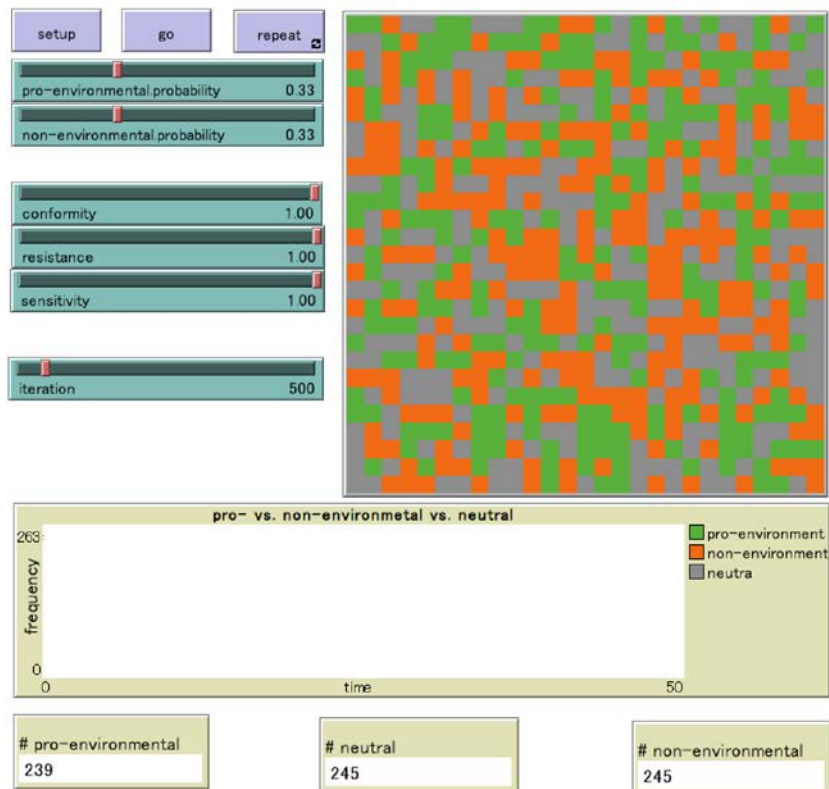 setup go repeat
pro-environmental.probability 0.33
non-environmental.probability 0.33
conformity 1.00
resistance 1.00
sensitivity 1.00
iteration 500
pro- vs. non-environmetal vs. neutral
263
frequency
0
0 time 50
pro-environment
non-environment
neutra
# pro-environmental
239
# neutral
245
# non-environmental
245